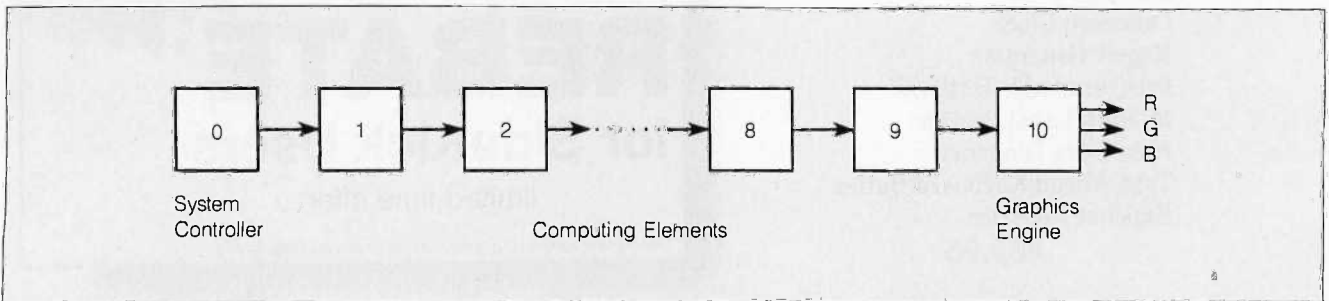 0 1 2 ...... 8 9 10 R
G
B
System
Controller
Computing Elements
Graphics
Engine